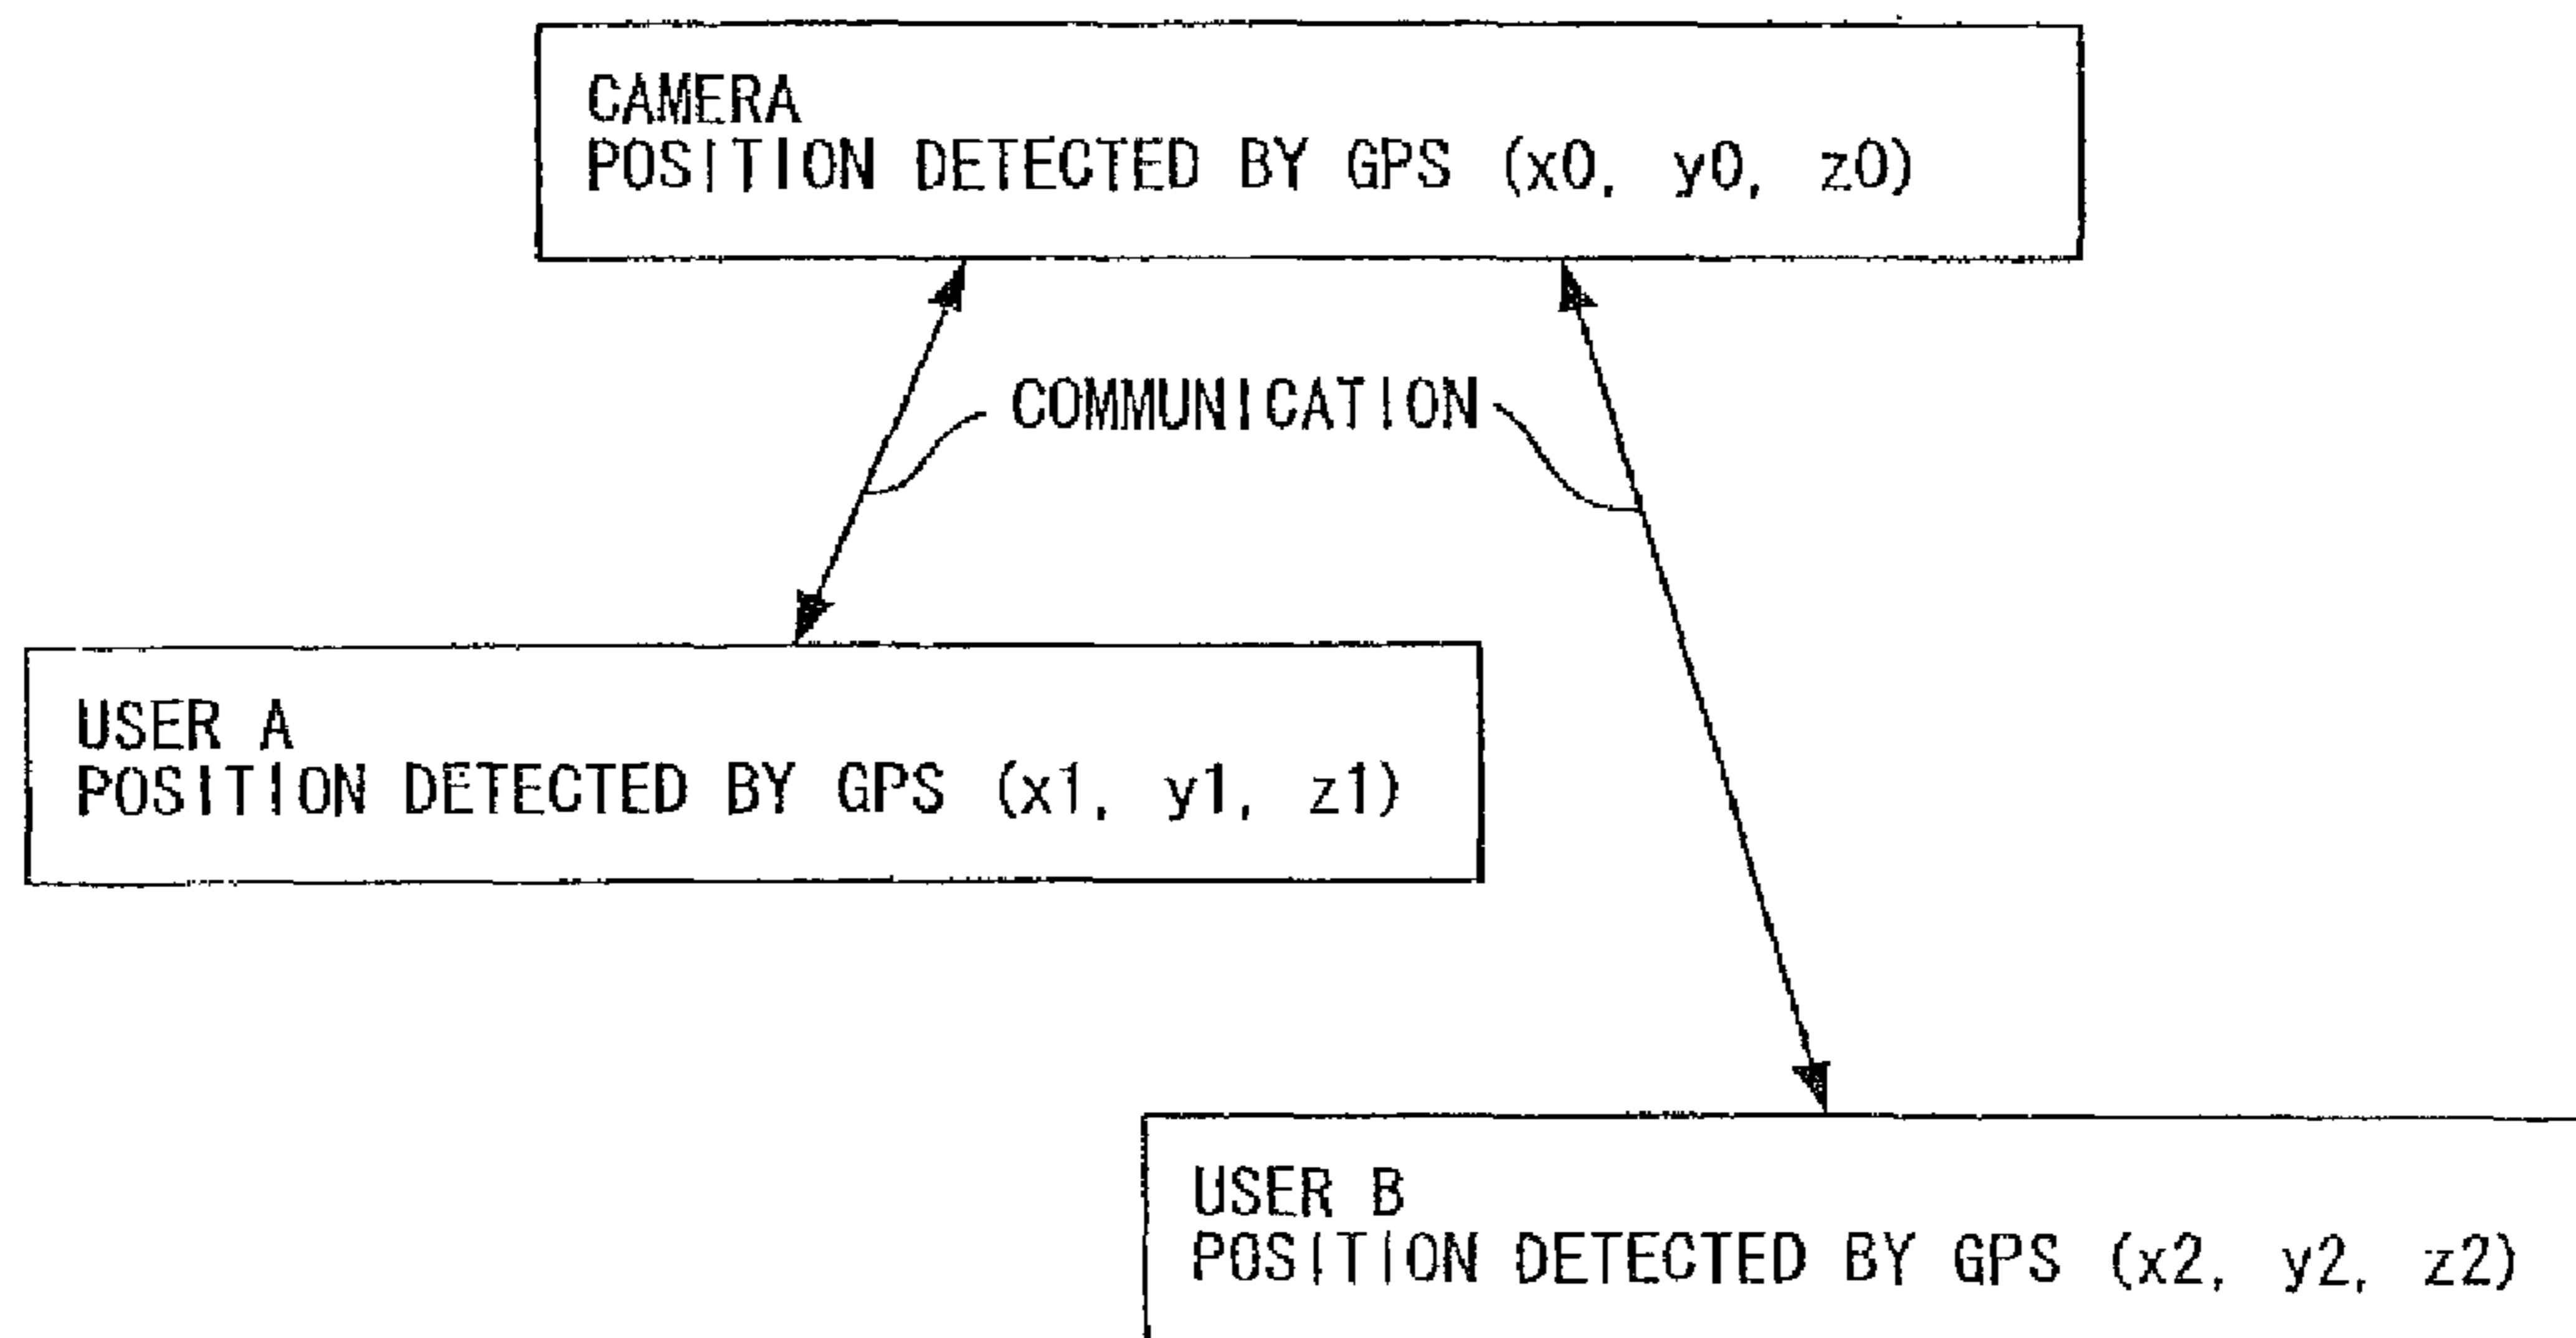 CAMERA
POSITION DETECTED BY GPS (x0, y0, z0)
COMMUNICATION
USER A
POSITION DETECTED BY GPS (x1, y1, z1)
USER B
POSITION DETECTED BY GPS (x2, y2, z2)